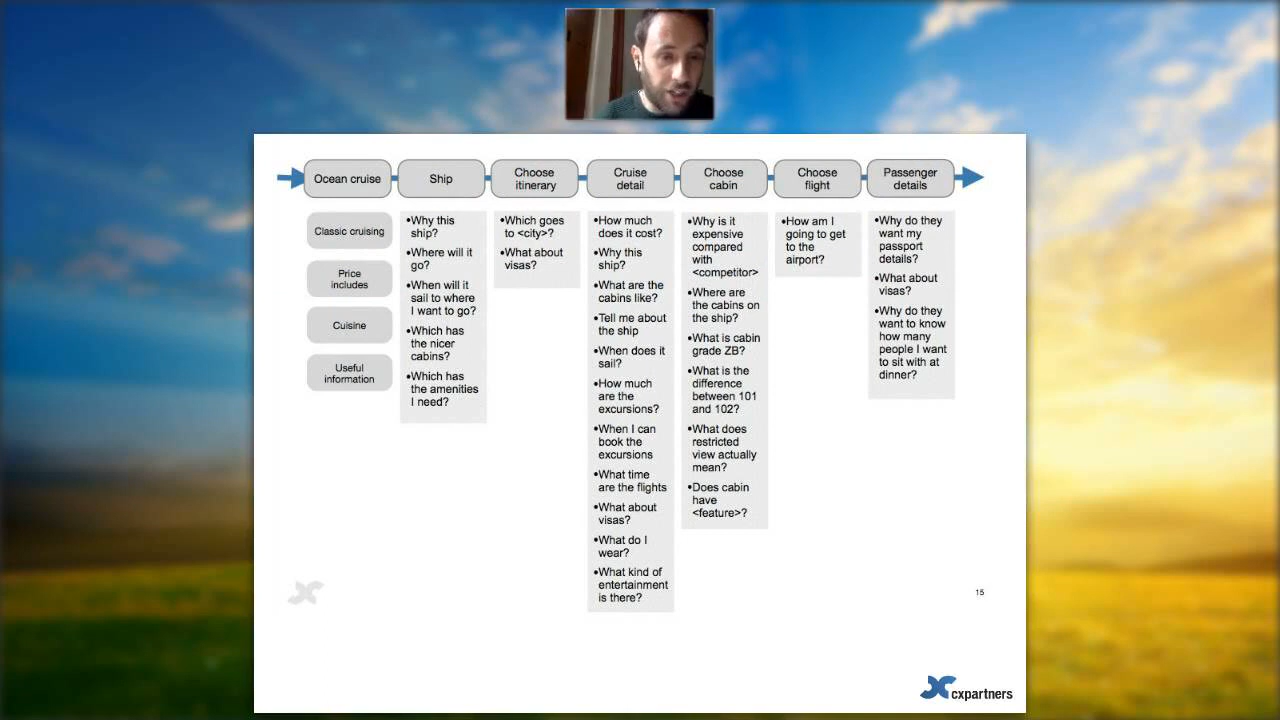 Ocean cruise
Ship
Choose
itinerary
Cruise
detail
Choose
cabin
Choose
flight
Passenger
details
Classic cruising
Price
includes
Cuisine
Useful
information
•Why this
ship?
•Where will it
go?
•When will it
sail to where
I want to go?
•Which has
the nicer
cabins?
•Which has
the amenities
I need?
•Which goes
to <city>?
•What about
visas?
•How much
does it cost?
•Why this
ship?
•What are the
cabins like?
•Tell me about
the ship
•When does it
sail?
•How much
are the
excursions?
•When I can
book the
excursions
•What time
are the flights
•What about
visas?
•What do I
wear?
•What kind of
entertainment
is there?
•Why is it
expensive
compared
with
<competitor>
•Where are
the cabins on
the ship?
•What is cabin
grade ZB?
•What is the
difference
between 101
and 102?
•What does
restricted
view actually
mean?
•Does cabin
have
<feature>?
•How am I
going to get
to the
airport?
•Why do they
want my
passport
details?
•What about
visas?
•Why do they
want to know
how many
people I want
to sit with at
dinner?
15
cxpartners